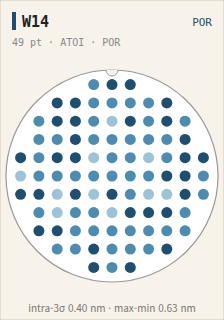 W14 POR
49 pt · ATOI · POR
intra-3σ 0.40 nm · max-min 0.63 nm